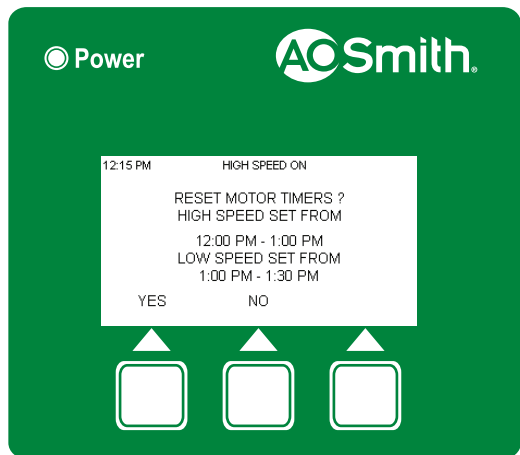 Power
AO Smith®
12:15 PM HIGH SPEED ON
RESET MOTOR TIMERS ?
HIGH SPEED SET FROM
12:00 PM - 1:00 PM
LOW SPEED SET FROM
1:00 PM - 1:30 PM
YES NO